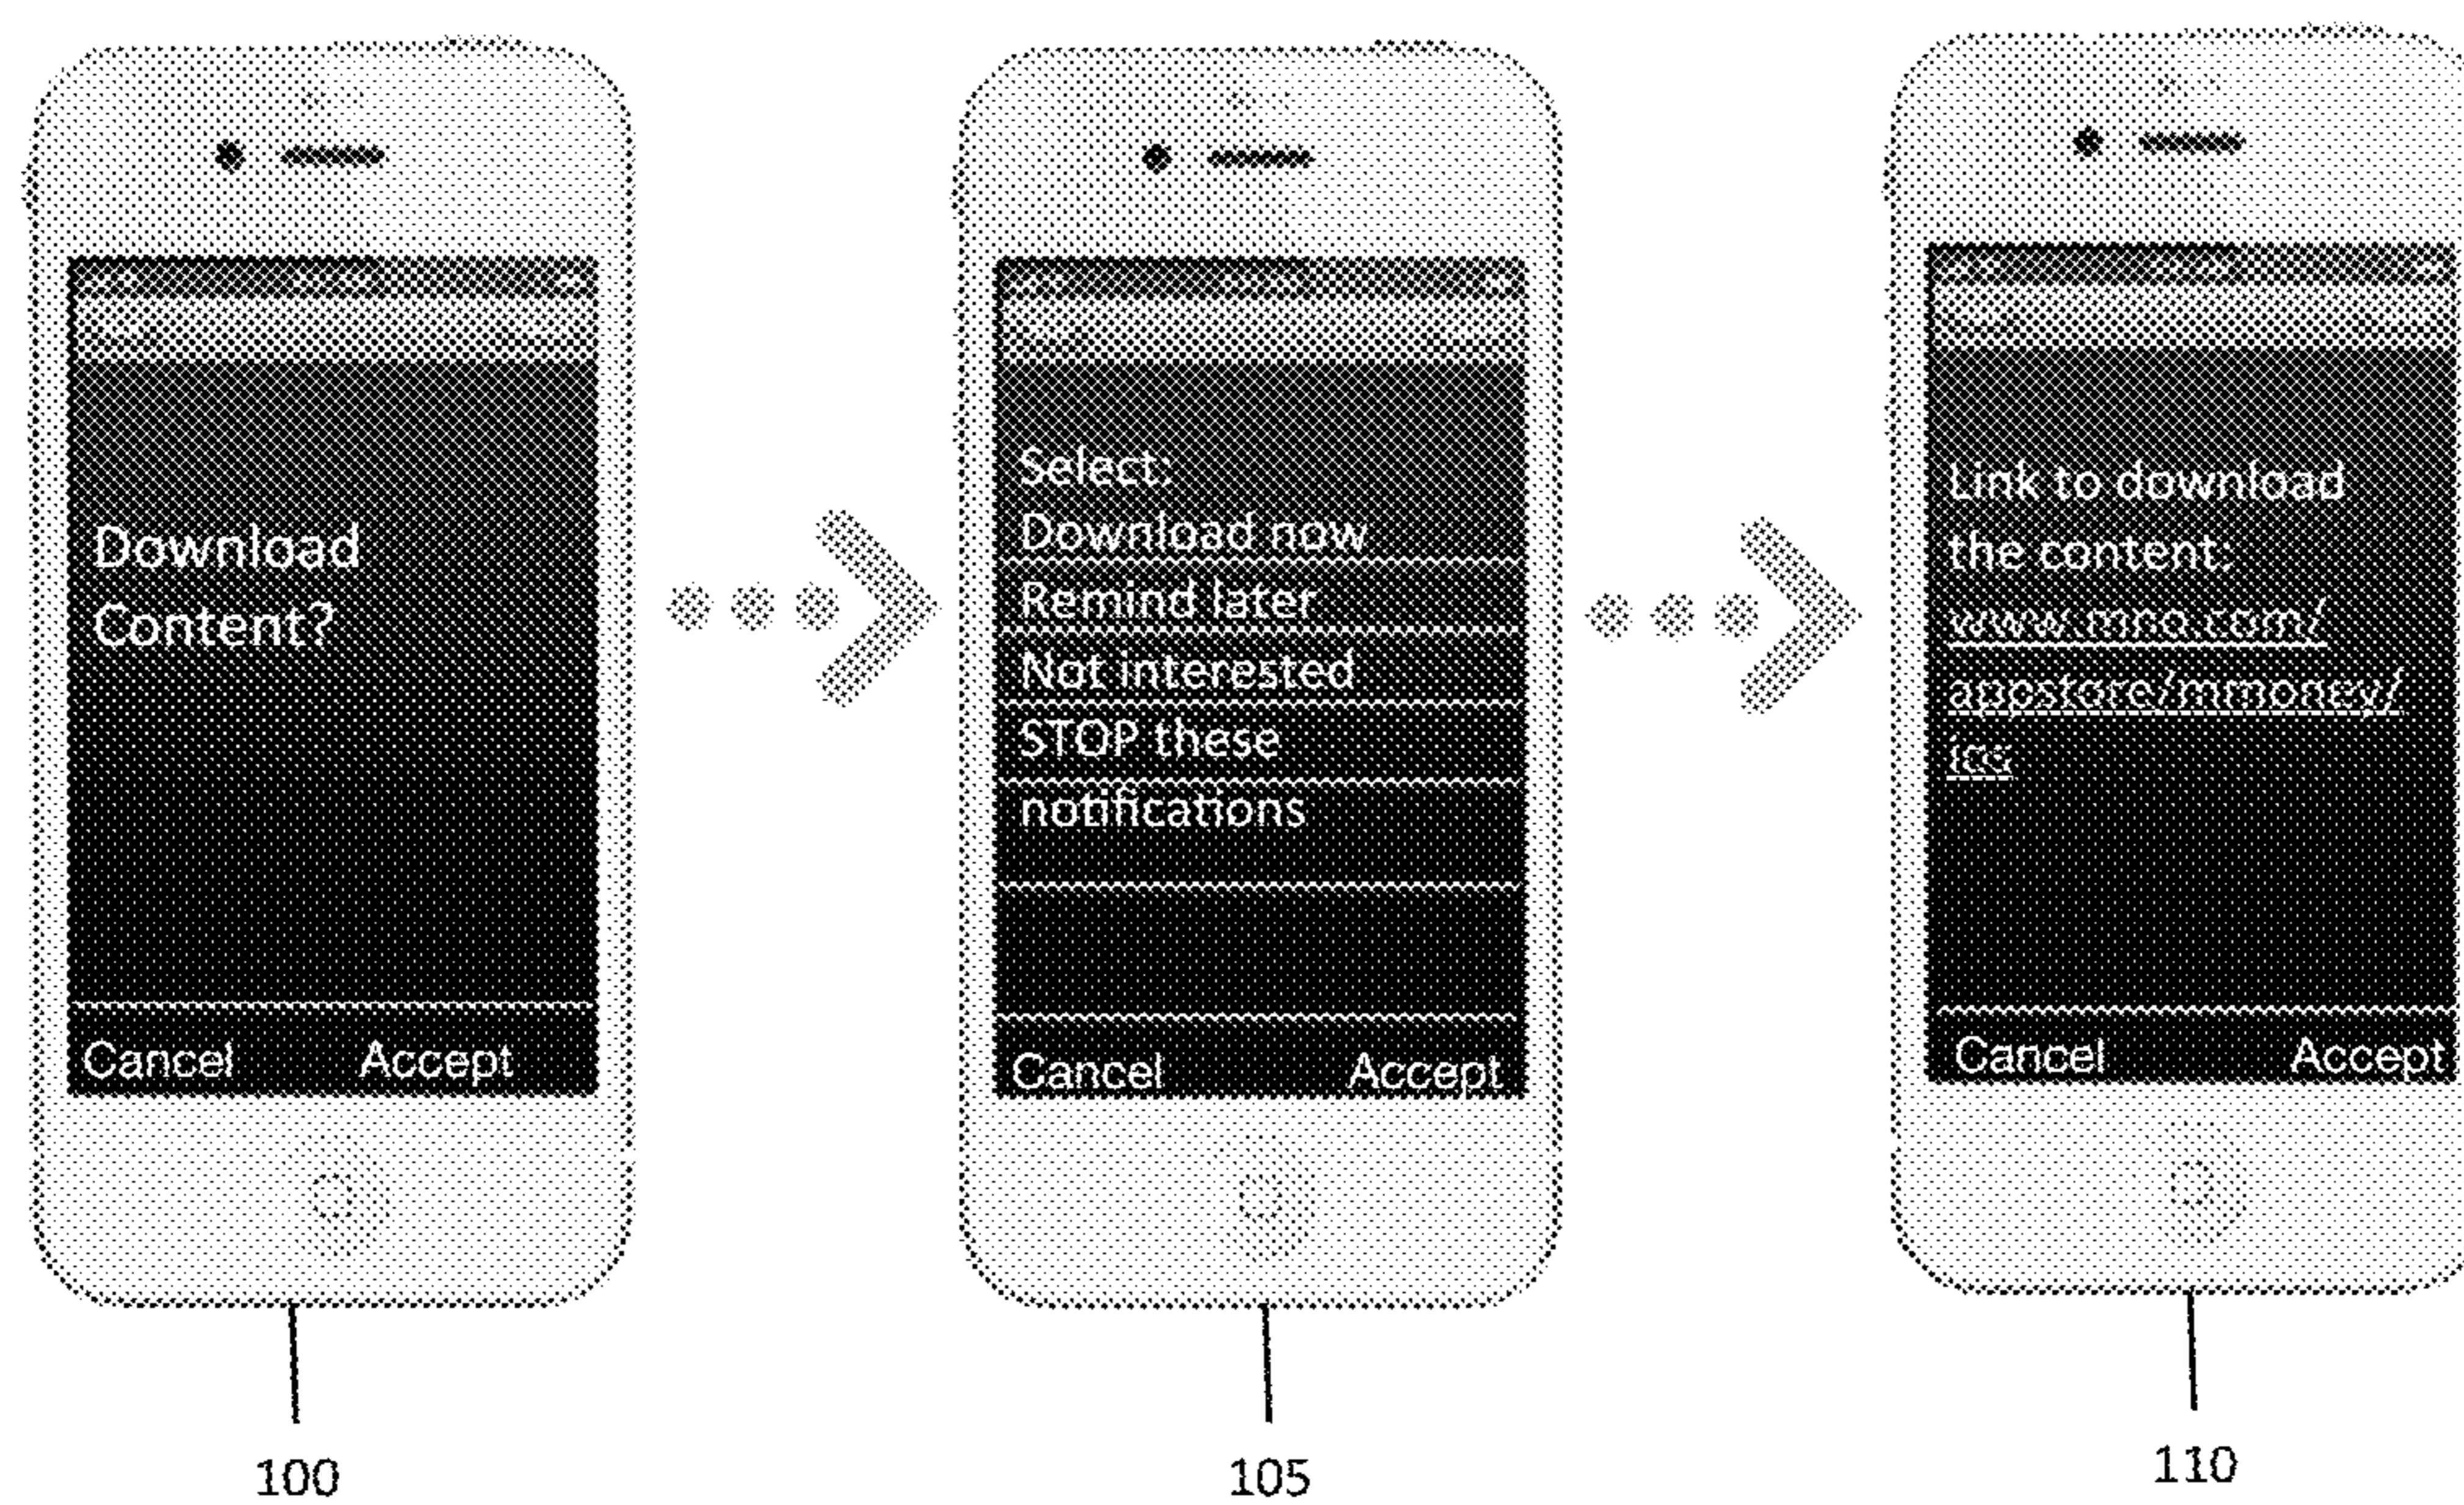 Download
Content?
Cancel Accept
100
Select:
Download now
Remind later
Not interested
STOP these
notifications
Cancel Accept
105
Link to download
the content:
www.mno.com/
appstore/mmoney/
Cancel Accept
110